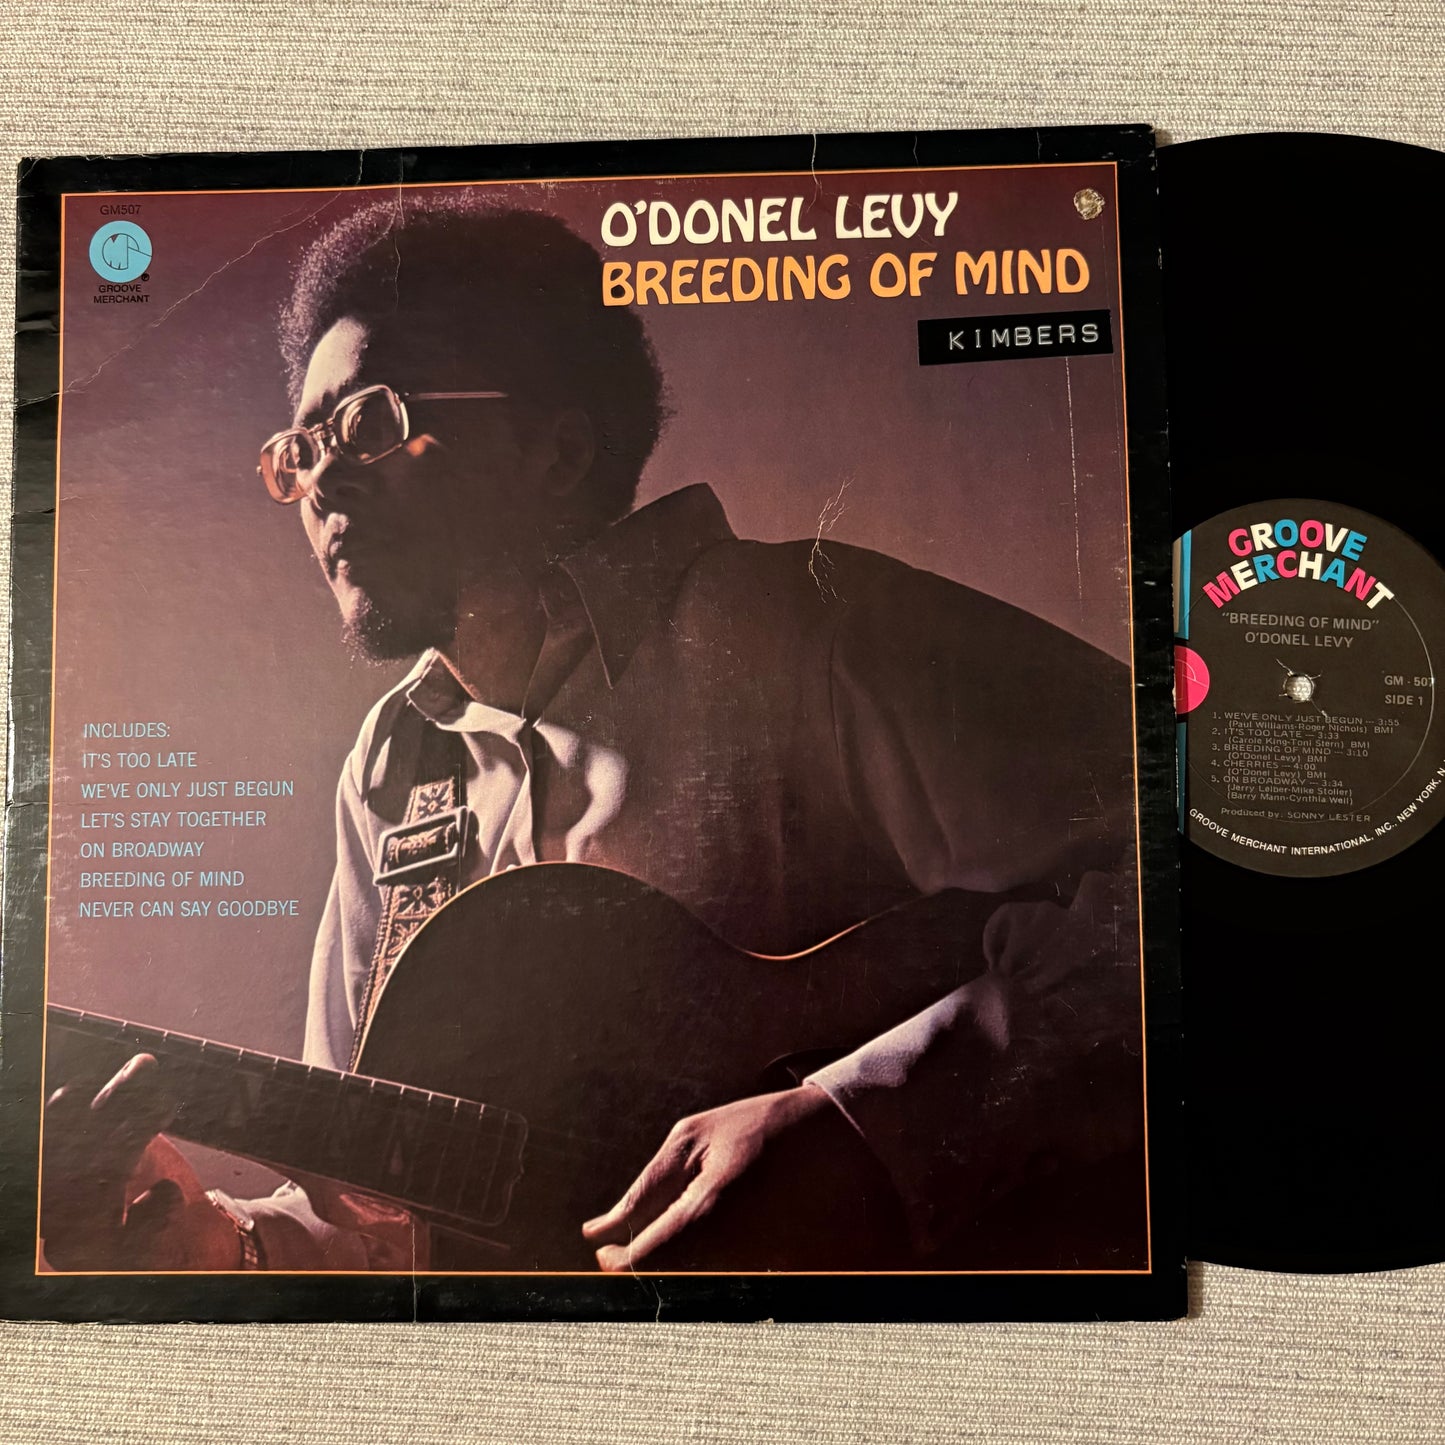 GM507
GROOVE
MERCHANT
O'DONEL LEVY
BREEDING OF MIND
KIMBERS
INCLUDES:
IT'S TOO LATE
WE'VE ONLY JUST BEGUN
LET'S STAY TOGETHER
ON BROADWAY
BREEDING OF MIND
NEVER CAN SAY GOODBYE
GROOVE
MERCHANT
"BREEDING OF MIND"
O'DONEL LEVY
GM - 507
SIDE 1
1. WE'VE ONLY JUST BEGUN — 3:55
(Paul Williams-Roger Nichols) BMI
2. IT'S TOO LATE — 3:33
(Carole King-Toni Stern) BMI
3. BREEDING OF MIND — 3:10
(O'Donel Levy) BMI
4. CHERRIES — 4:00
(O'Donel Levy) BMI
5. ON BROADWAY — 3:34
(Jerry Leiber-Mike Stoller)
(Barry Mann-Cynthia Weil)
Produced by: SONNY LESTER
GROOVE MERCHANT INTERNATIONAL, INC., NEW YORK, N.